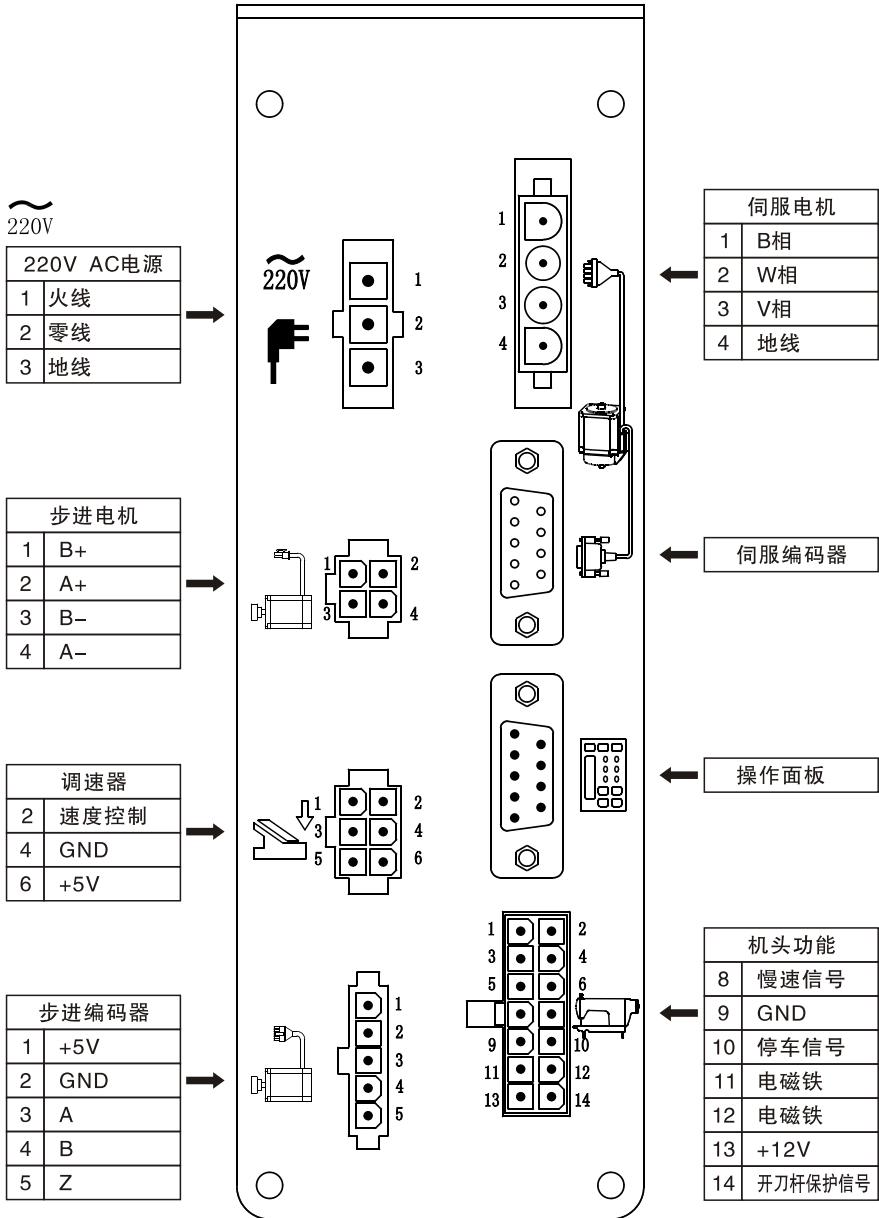 220V
220V AC电源
1 火线
2 零线
3 地线
步进电机
1 B+
2 A+
3 B-
4 A-
调速器
2 速度控制
4 GND
6 +5V
步进编码器
1 +5V
2 GND
3 A
4 B
5 Z
220V
1
2
3
1 2
3 4
1 2
3 4
5 6
1
2
3
4
5
1
2
3
4
1 2
3 4
5 6
9 10
11 12
13 14
伺服电机
1 B相
2 W相
3 V相
4 地线
伺服编码器
操作面板
机头功能
8 慢速信号
9 GND
10 停车信号
11 电磁铁
12 电磁铁
13 +12V
14 开刀杆保护信号